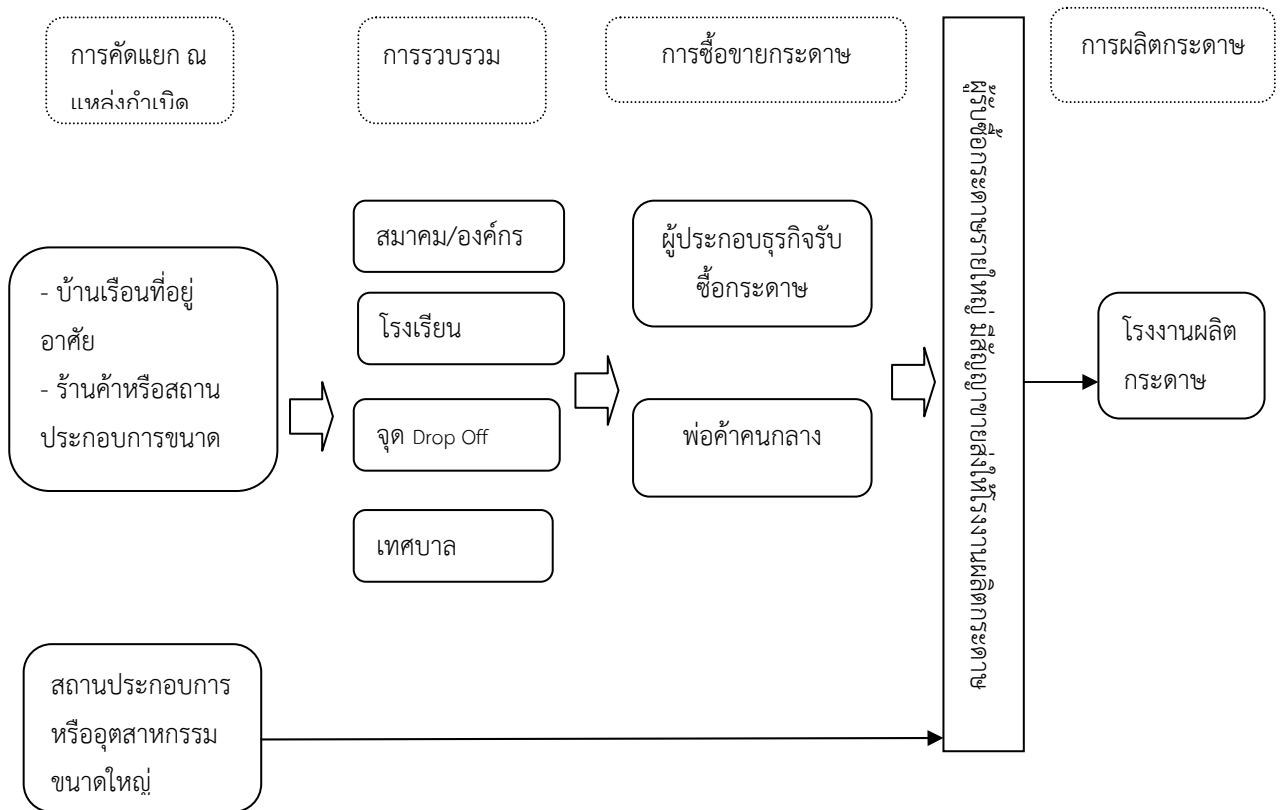 การคัดแยก ณ
แหล่งกำเนิด
การรวบรวม
การซื้อขายกระดาษ
การผลิตกระดาษ
- บ้านเรือนที่อยู่
อาศัย
- ร้านค้าหรือสถาน
ประกอบการขนาด
สมาคม/องค์กร
โรงเรียน
จุด Drop Off
เทศบาล
ผู้ประกอบธุรกิจรับ
ซื้อกระดาษ
พ่อค้าคนกลาง
ผู้รับซื้อกระดาษรายใหญ่ มีสัญญาขายส่งให้โรงงานผลิตกระดาษ
โรงงานผลิต
กระดาษ
สถานประกอบการ
หรืออุตสาหกรรม
ขนาดใหญ่